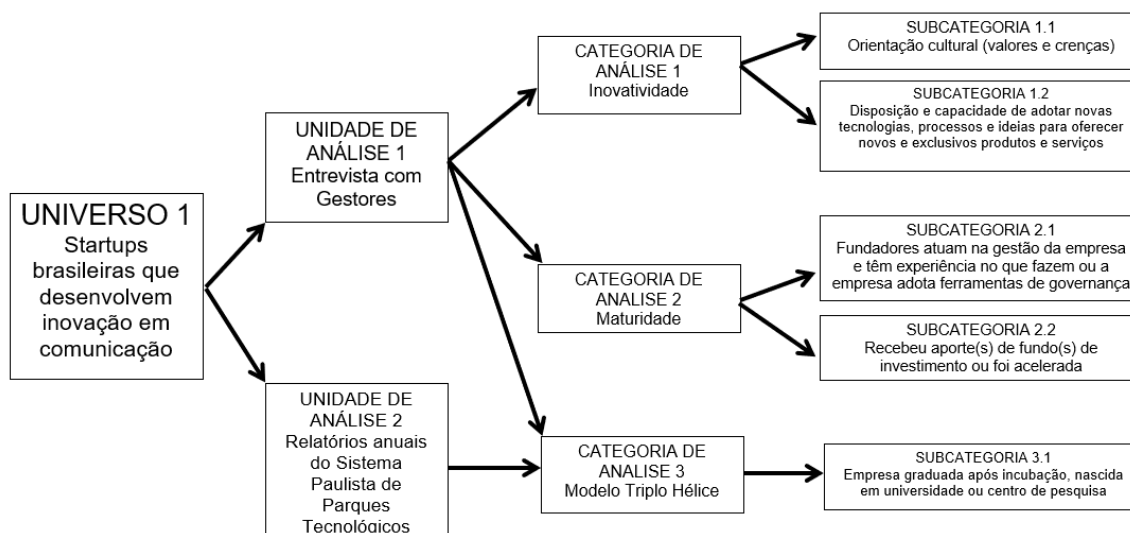 UNIVERSO 1
Startups
brasileiras que
desenvolvem
inovação em
comunicação
UNIDADE DE
ANÁLISE 1
Entrevista com
Gestores
UNIDADE DE
ANÁLISE 2
Relatórios anuais
do Sistema
Paulista de
Parques
Tecnológicos
CATEGORIA DE
ANÁLISE 1
Inovatividade
CATEGORIA DE
ANALISE 2
Maturidade
CATEGORIA DE
ANALISE 3
Modelo Triplo Hélice
SUBCATEGORIA 1.1
Orientação cultural (valores e crenças)
SUBCATEGORIA 1.2
Disposição e capacidade de adotar novas
tecnologias, processos e ideias para oferecer
novos e exclusivos produtos e serviços
SUBCATEGORIA 2.1
Fundadores atuam na gestão da empresa
e têm experiência no que fazem ou a
empresa adota ferramentas de governança
SUBCATEGORIA 2.2
Recebeu aporte(s) de fundo(s) de
investimento ou foi acelerada
SUBCATEGORIA 3.1
Empresa graduada após incubação, nascida
em universidade ou centro de pesquisa